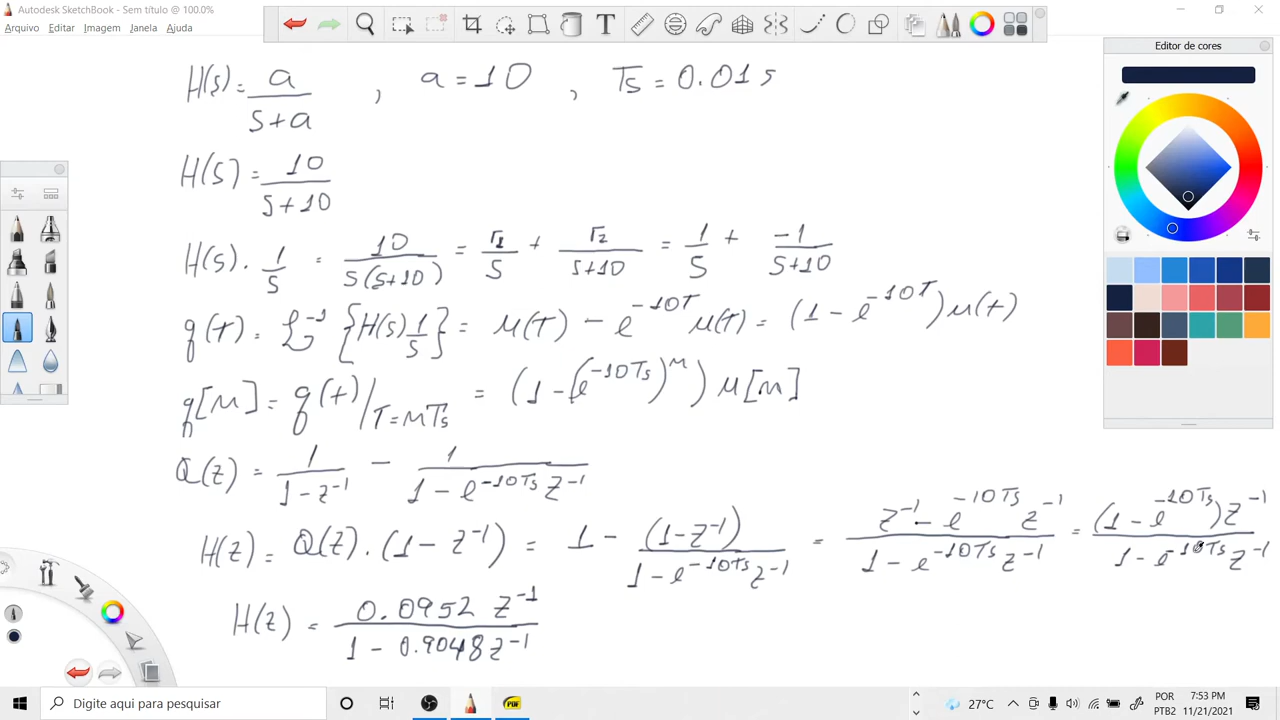 Autodesk SketchBook - Sem título @ 100.0%
Arquivo Editar Imagem Janela Ajuda
Editor de cores
H(s) = a/(s+a) , a = 10 , Ts = 0.01 s
H(s) = 10/(s+10)
H(s) · 1/s = 10/(s(s+10)) = r1/s + r2/(s+10) = 1/s + -1/(s+10)
q(t) = ℒ⁻¹{H(s) 1/s} = μ(t) - e^(-10t) μ(t) = (1 - e^(-10t)) μ(t)
q[n] = q(t)/t=nTs = (1 - (e^(-10Ts))^n) μ[n]
Q(z) = 1/(1 - z⁻¹) - 1/(1 - e^(-10Ts) z⁻¹)
H(z) = Q(z) · (1 - z⁻¹) = 1 - (1 - z⁻¹)/(1 - e^(-10Ts) z⁻¹) = (z⁻¹ - e^(-10Ts) z⁻¹)/(1 - e^(-10Ts) z⁻¹) = (1 - e^(-10Ts)) z⁻¹/(1 - e^(-10Ts) z⁻¹)
H(z) = 0.0952 z⁻¹/(1 - 0.9048 z⁻¹)
Digite aqui para pesquisar
PDF
27°C
POR
PTB2
7:53 PM
11/21/2021